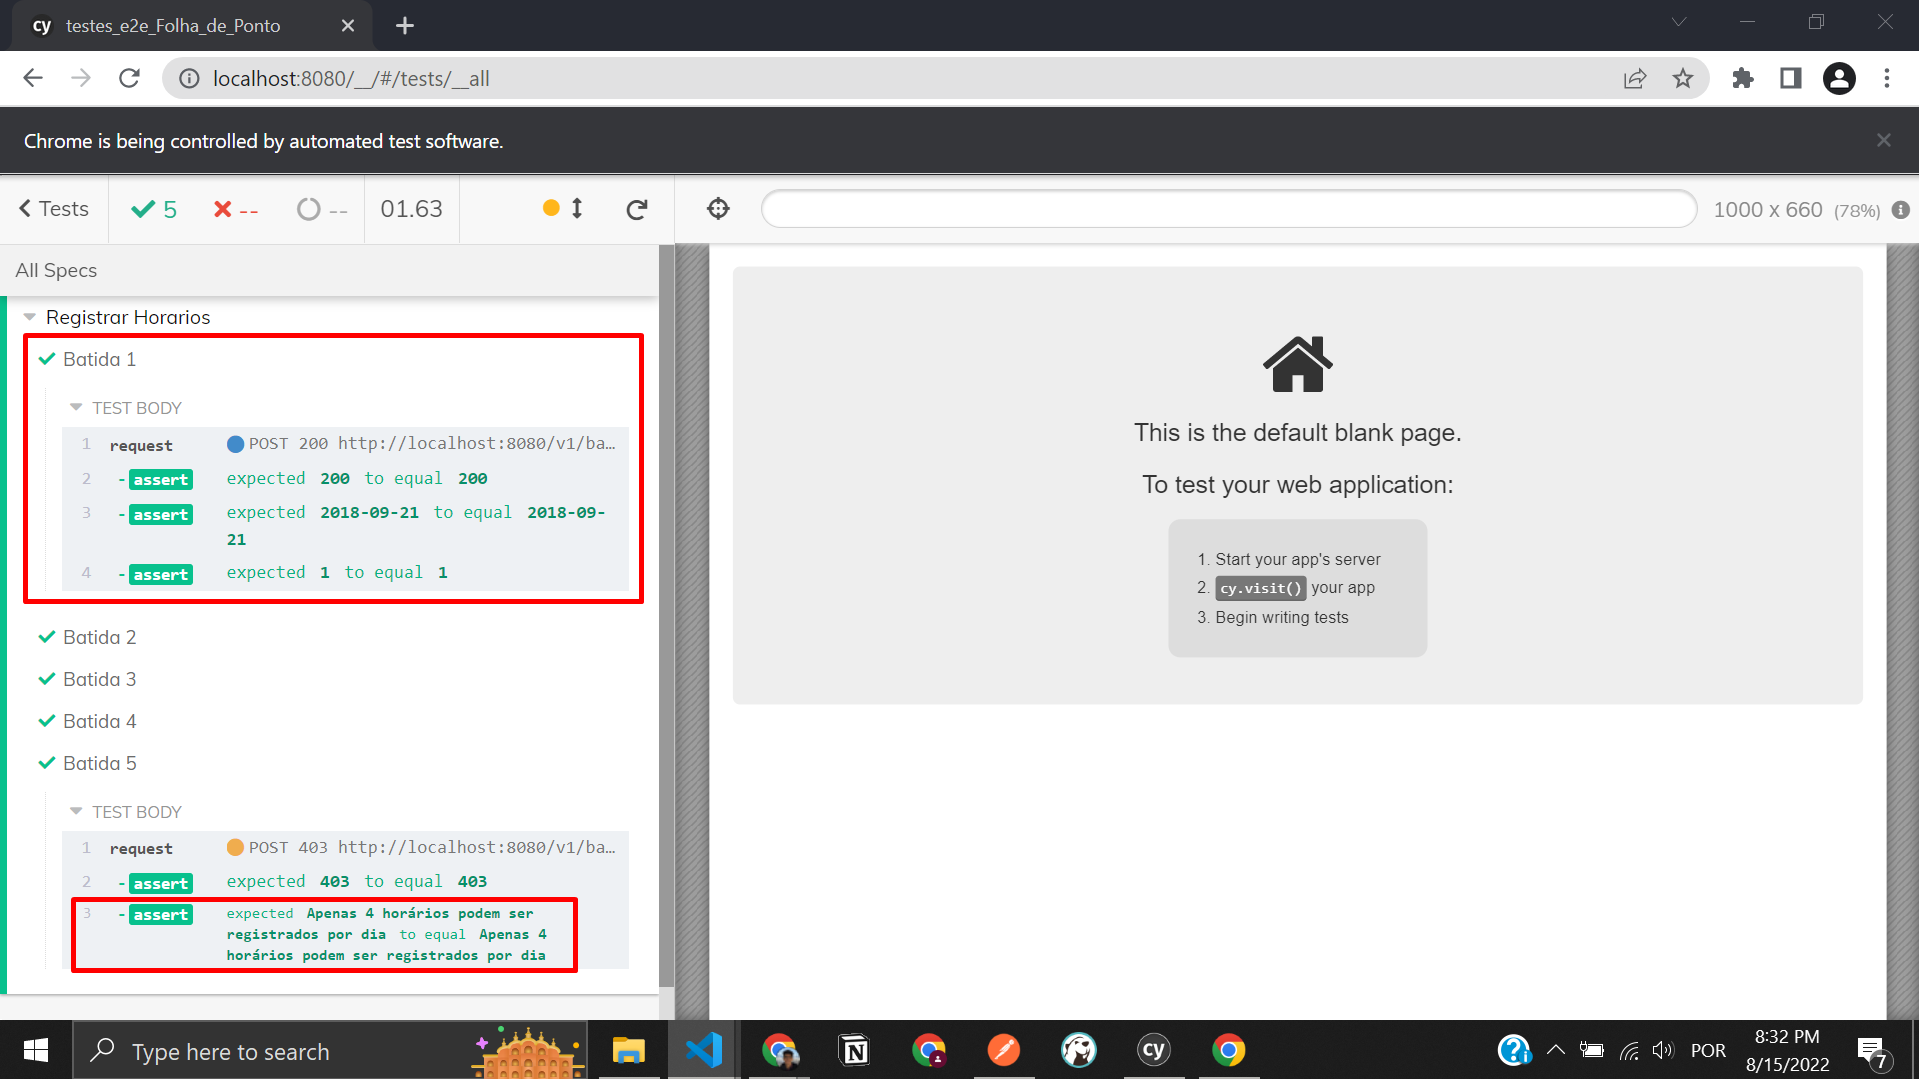 cy testes_e2e_Folha_de_Ponto
localhost:8080/__/#/tests/__all
Chrome is being controlled by automated test software.
Tests 5 -- -- 01.63
1000 x 660 (78%)
All Specs
Registrar Horarios
Batida 1
TEST BODY
1 request POST 200 http://localhost:8080/v1/ba…
2 -assert expected 200 to equal 200
3 -assert expected 2018-09-21 to equal 2018-09-
21
4 -assert expected 1 to equal 1
Batida 2
Batida 3
Batida 4
Batida 5
TEST BODY
1 request POST 403 http://localhost:8080/v1/ba…
2 -assert expected 403 to equal 403
3 -assert expected Apenas 4 horários podem ser
registrados por dia to equal Apenas 4
horários podem ser registrados por dia
This is the default blank page.
To test your web application:
1. Start your app's server
2. cy.visit() your app
3. Begin writing tests
Type here to search
N
cy
POR
8:32 PM
8/15/2022
7